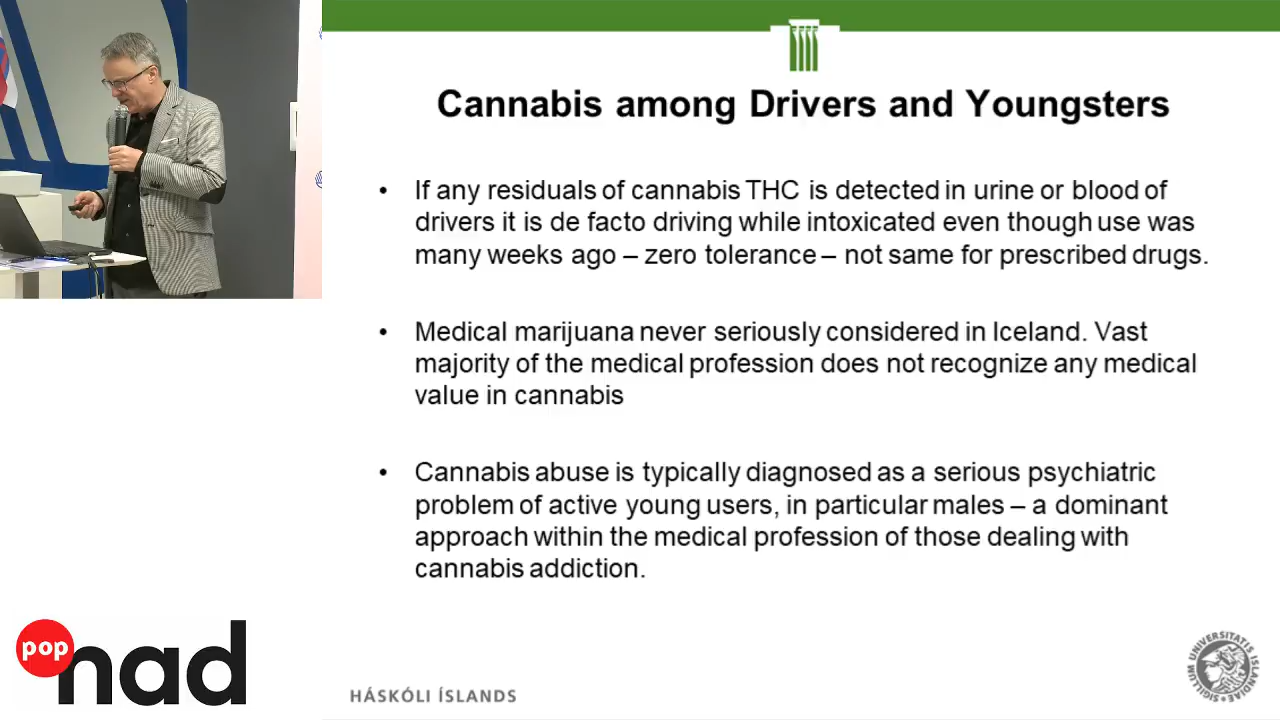 Cannabis among Drivers and Youngsters
• If any residuals of cannabis THC is detected in urine or blood of
drivers it is de facto driving while intoxicated even though use was
many weeks ago – zero tolerance – not same for prescribed drugs.
• Medical marijuana never seriously considered in Iceland. Vast
majority of the medical profession does not recognize any medical
value in cannabis
• Cannabis abuse is typically diagnosed as a serious psychiatric
problem of active young users, in particular males – a dominant
approach within the medical profession of those dealing with
cannabis addiction.
pop
nad
HÁSKÓLI ÍSLANDS
SIGILLUM UNIVERSITATIS ISLANDIAE